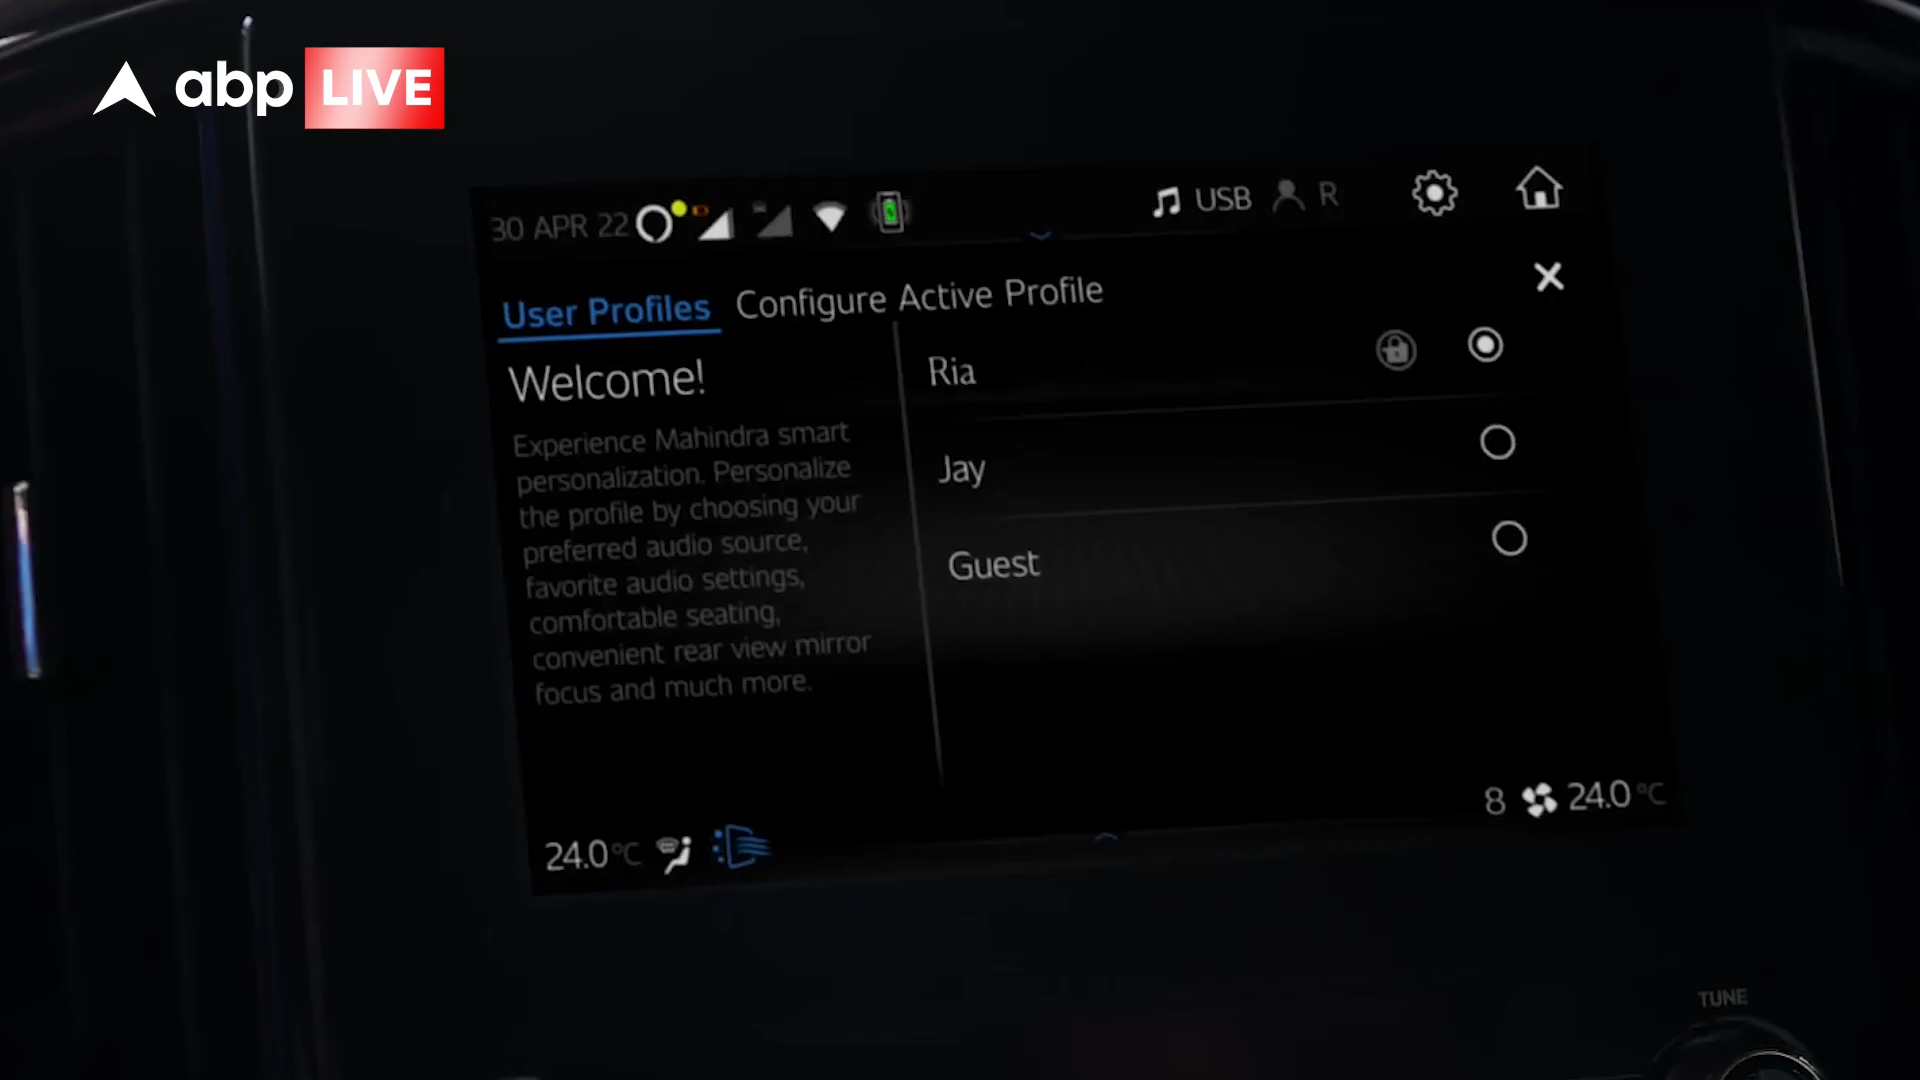 abp LIVE
30 APR 22
USB
R
User Profiles Configure Active Profile
Welcome!
Experience Mahindra smart
personalization. Personalize
the profile by choosing your
preferred audio source,
favorite audio settings,
comfortable seating,
convenient rear view mirror
focus and much more.
Ria
Jay
Guest
24.0°C
8 24.0°C
TUNE